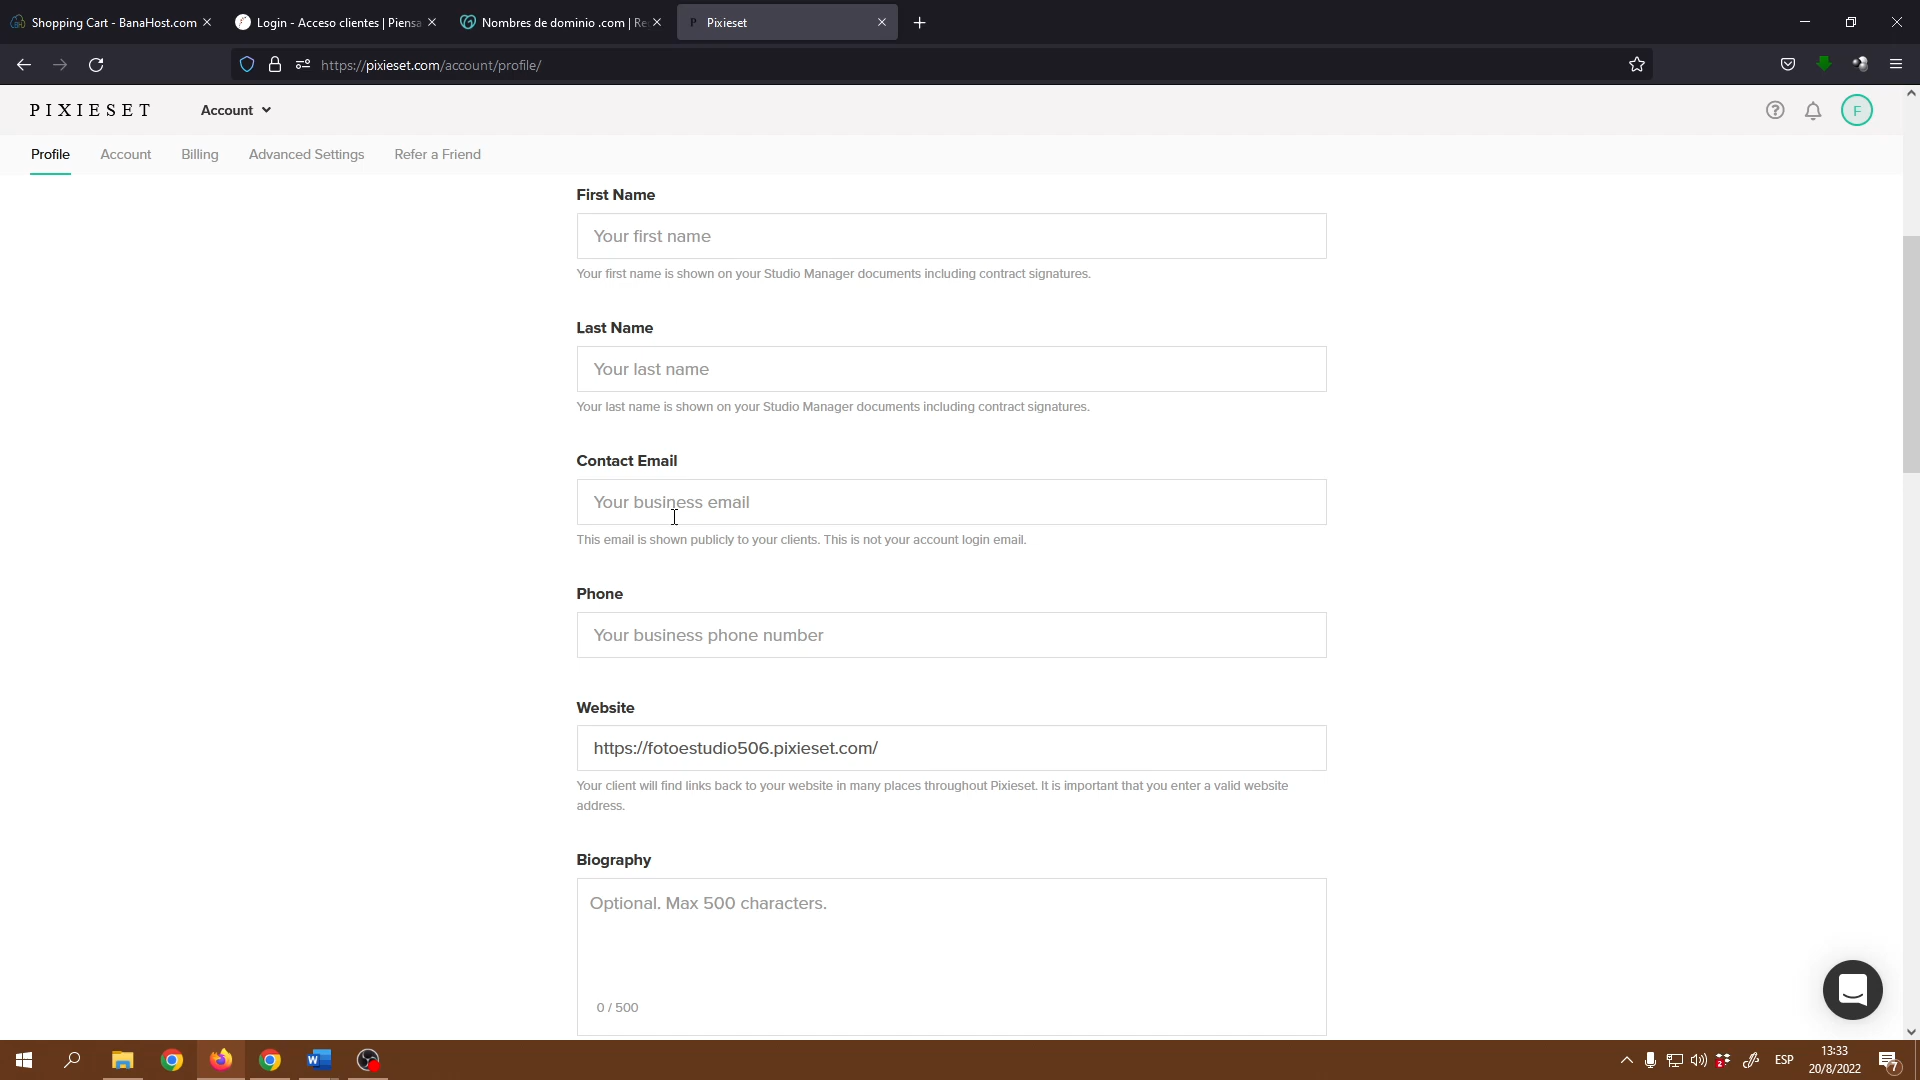 Shopping Cart - BanaHost.com
Login - Acceso clientes | Piensa
Nombres de dominio .com | Re
P Pixieset
https://pixieset.com/account/profile/
PIXIESET
Account
F
Profile
Account
Billing
Advanced Settings
Refer a Friend
First Name
Your first name
Your first name is shown on your Studio Manager documents including contract signatures.
Last Name
Your last name
Your last name is shown on your Studio Manager documents including contract signatures.
Contact Email
Your business email
This email is shown publicly to your clients. This is not your account login email.
Phone
Your business phone number
Website
https://fotoestudio506.pixieset.com/
Your client will find links back to your website in many places throughout Pixieset. It is important that you enter a valid website
address.
Biography
Optional. Max 500 characters.
0 / 500
ESP
13:33
20/8/2022
7